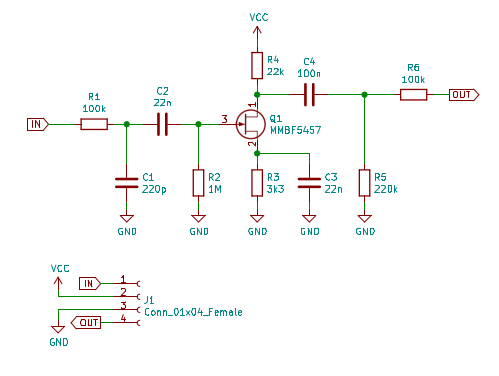 VCC
R4
22k
C4
100n
R6
100k
OUT
R1
100k
C2
22n
IN
1
3
Q1
MMBF5457
2
C1
220p
R2
1M
R3
3k3
C3
22n
R5
220k
GND
GND
GND
GND
GND
VCC
IN
1
2
3
OUT
4
J1
Conn_01x04_Female
GND